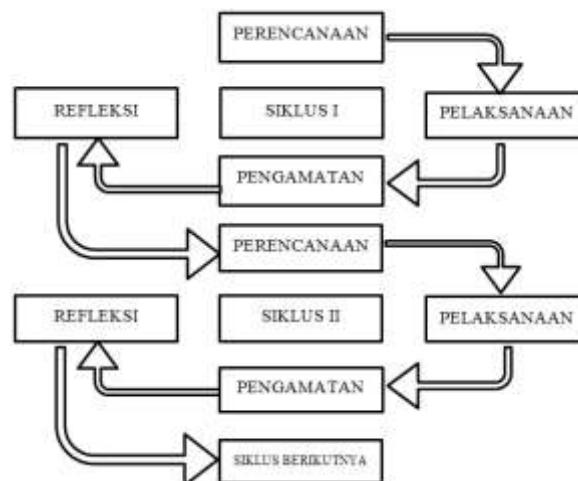 PERENCANAAN
REFLEKSI
SIKLUS I
PELAKSANAAN
PENGAMATAN
PERENCANAAN
REFLEKSI
SIKLUS II
PELAKSANAAN
PENGAMATAN
SIKLUS BERIKUTNYA